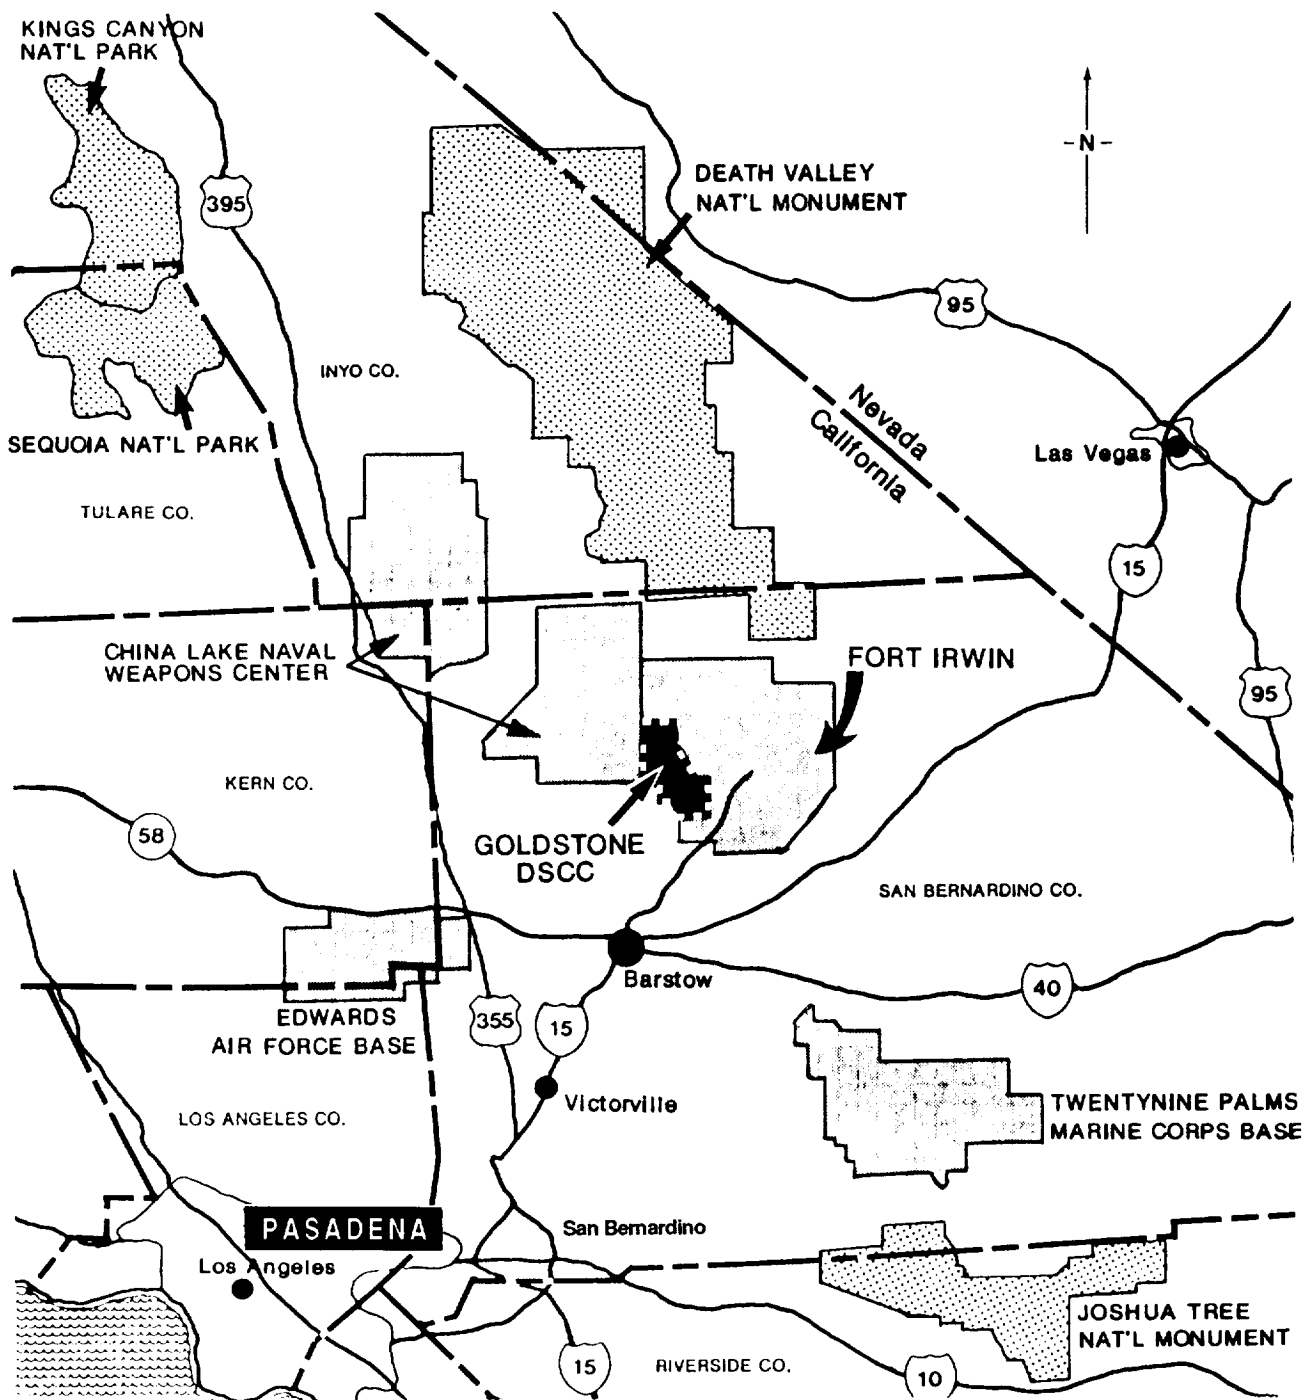 KINGS CANYON
NAT'L PARK
-N-
DEATH VALLEY
NAT'L MONUMENT
395
95
INYO CO.
Nevada
California
SEQUOIA NAT'L PARK
Las Vegas
TULARE CO.
15
CHINA LAKE NAVAL
WEAPONS CENTER
FORT IRWIN
95
KERN CO.
58
GOLDSTONE
DSCC
SAN BERNARDINO CO.
Barstow
40
355
15
EDWARDS
AIR FORCE BASE
Victorville
TWENTYNINE PALMS
MARINE CORPS BASE
LOS ANGELES CO.
PASADENA
San Bernardino
Los Angeles
JOSHUA TREE
NAT'L MONUMENT
15
RIVERSIDE CO.
10